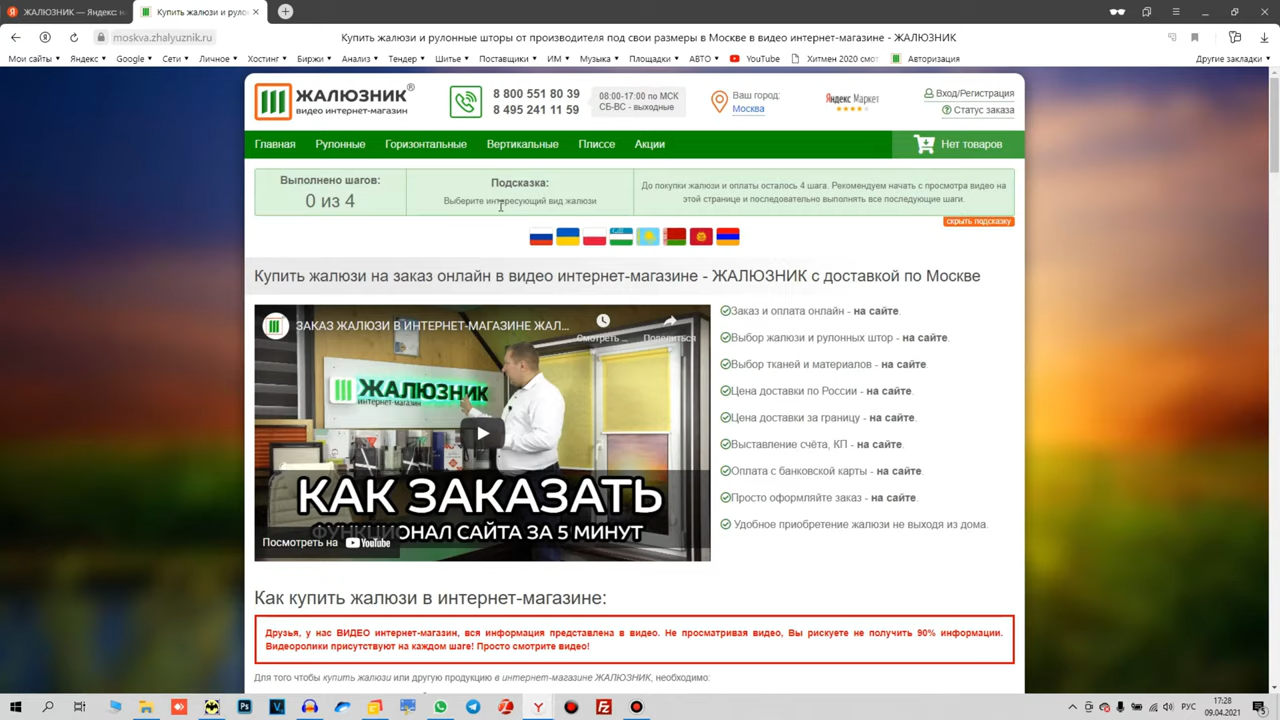 ЖАЛЮЗНИК — Яндекс: н
Купить жалюзи и руло
moskva.zhalyuznik.ru
Купить жалюзи и рулонные шторы от производителя под свои размеры в Москве в видео интернет-магазине - ЖАЛЮЗНИК
Мои сайты Яндекс Google Сети Личное Хостинг Биржи Анализ Тендер Шитье Поставщики ИМ Музыка Площадки АВТО YouTube Хитмен 2020 смот Авторизация Другие закладки
ЖАЛЮЗНИК®
видео интернет-магазин
8 800 551 80 39
8 495 241 11 59
08:00-17:00 по МСК
СБ-ВС - выходные
Ваш город:
Москва
Яндекс Маркет
Вход/Регистрация
Статус заказа
Главная Рулонные Горизонтальные Вертикальные Плиссе Акции Нет товаров
Выполнено шагов:
0 из 4
Подсказка:
Выберите интересующий вид жалюзи
До покупки жалюзи и оплаты осталось 4 шага. Рекомендуем начать с просмотра видео на
этой странице и последовательно выполнять все последующие шаги.
скрыть подсказку
Купить жалюзи на заказ онлайн в видео интернет-магазине - ЖАЛЮЗНИК с доставкой по Москве
ЗАКАЗ ЖАЛЮЗИ В ИНТЕРНЕТ-МАГАЗИНЕ ЖАЛ...
Смотреть ...
Поделиться
ЖАЛЮЗНИК
интернет-магазин
КАК ЗАКАЗАТЬ
ФУНКЦИОНАЛ САЙТА ЗА 5 МИНУТ
Посмотреть на YouTube
Заказ и оплата онлайн - на сайте.
Выбор жалюзи и рулонных штор - на сайте.
Выбор тканей и материалов - на сайте.
Цена доставки по России - на сайте.
Цена доставки за границу - на сайте.
Выставление счёта, КП - на сайте.
Оплата с банковской карты - на сайте.
Просто оформляйте заказ - на сайте.
Удобное приобретение жалюзи не выходя из дома.
Как купить жалюзи в интернет-магазине:
Друзья, у нас ВИДЕО интернет-магазин, вся информация представлена в видео. Не просматривая видео, Вы рискуете не получить 90% информации.
Видеоролики присутствуют на каждом шаге! Просто смотрите видео!
Для того чтобы купить жалюзи или другую продукцию в интернет-магазине ЖАЛЮЗНИК, необходимо:
РУС
17:28
09.04.2021